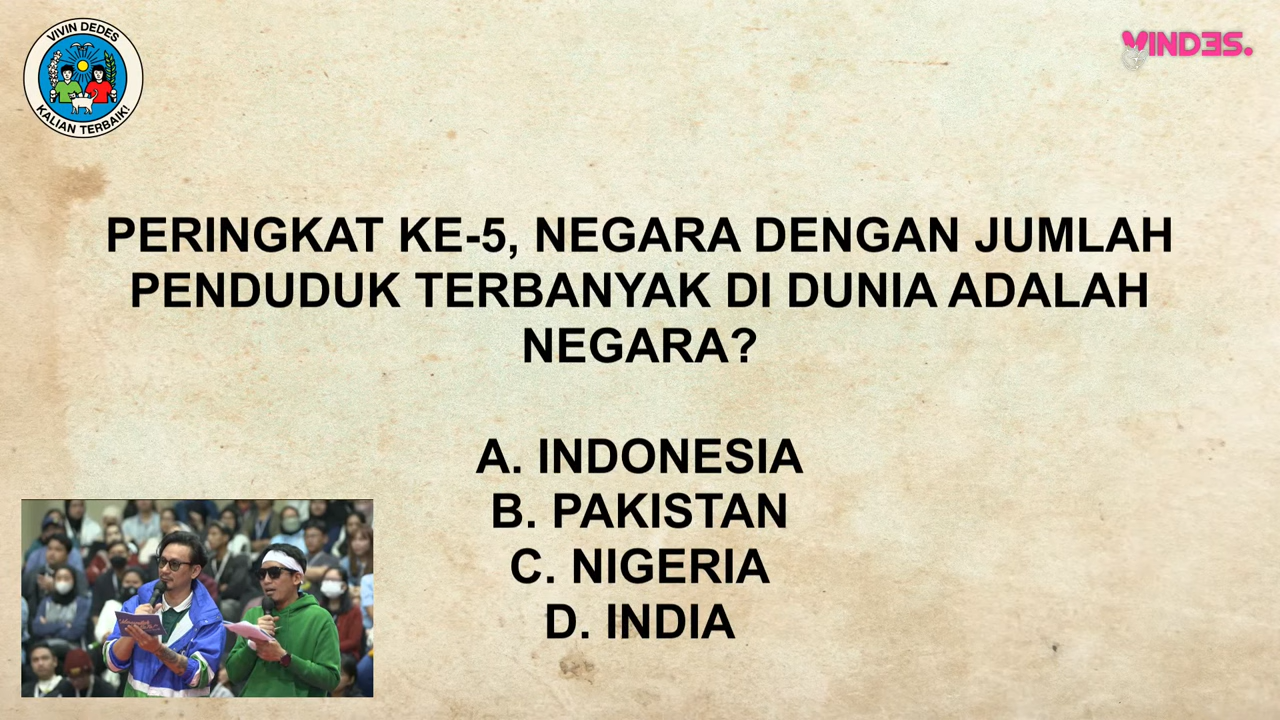 VIVIN DEDES
KALIAN TERBAIK!
VINDES.
PERINGKAT KE-5, NEGARA DENGAN JUMLAH
PENDUDUK TERBANYAK DI DUNIA ADALAH
NEGARA?
A. INDONESIA
B. PAKISTAN
C. NIGERIA
D. INDIA